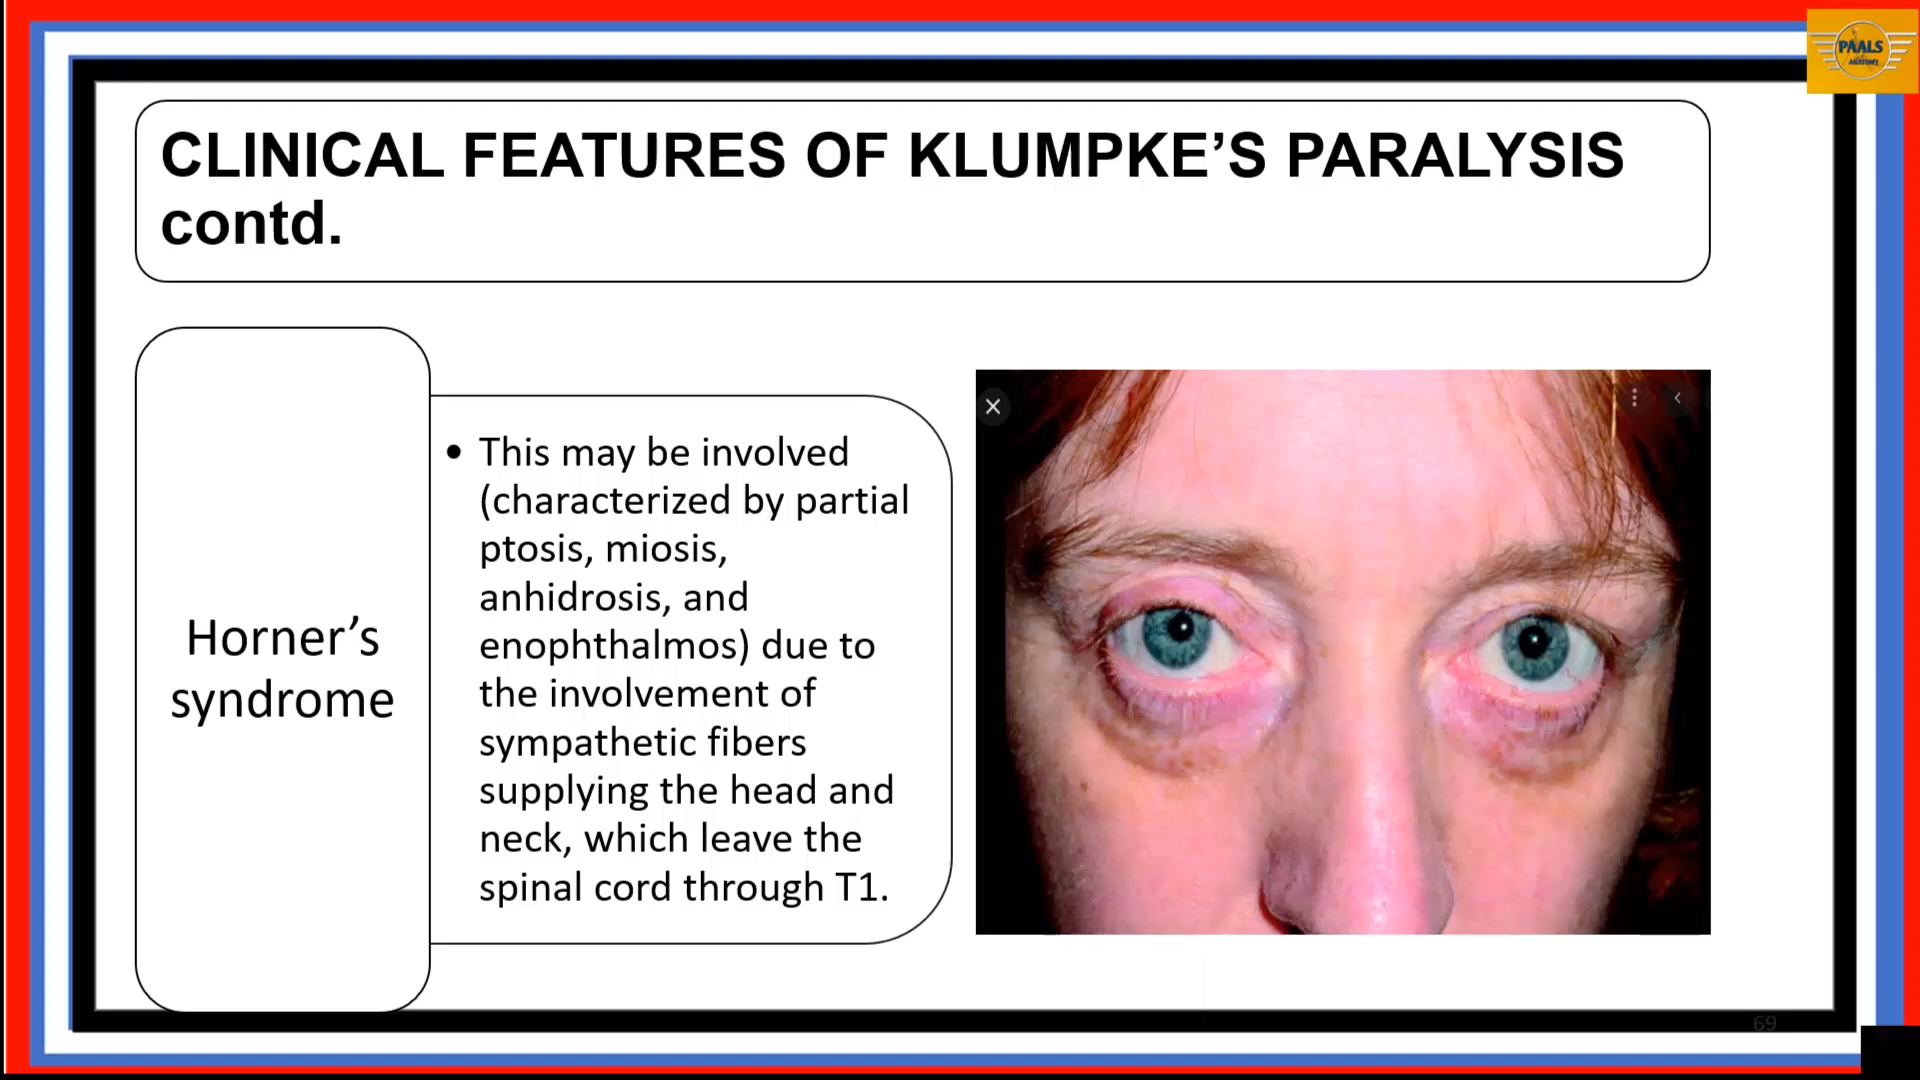 PAALS
ANATOMY
CLINICAL FEATURES OF KLUMPKE’S PARALYSIS
contd.
Horner’s
syndrome
• This may be involved
(characterized by partial
ptosis, miosis,
anhidrosis, and
enophthalmos) due to
the involvement of
sympathetic fibers
supplying the head and
neck, which leave the
spinal cord through T1.
69